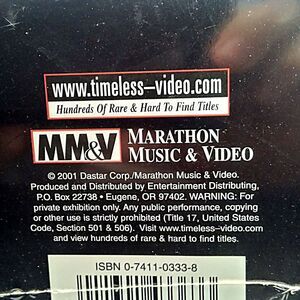 www.timeless-video.com
Hundreds Of Rare & Hard To Find Titles
MM&V
MARATHON
MUSIC & VIDEO
© 2001 Dastar Corp./Marathon Music & Video.
Produced and Distributed by Entertainment Distributing,
P.O. Box 22738 • Eugene, OR 97402. WARNING: For
private exhibition only. Any public performance, copying
or other use is strictly prohibited (Title 17, United States
Code, Section 501 & 506). Visit www.timeless-video.com
and view hundreds of rare & hard to find titles.
ISBN 0-7411-0333-8